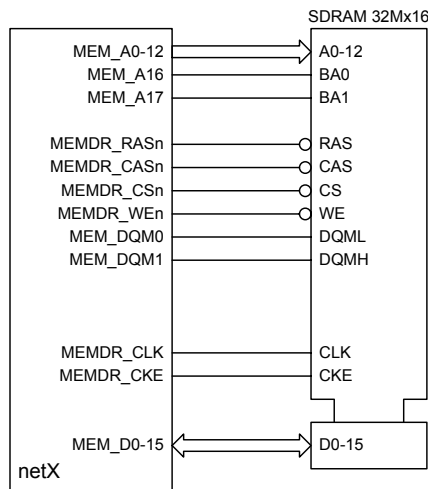 SDRAM 32Mx16
MEM_A0-12 A0-12
MEM_A16 BA0
MEM_A17 BA1
MEMDR_RASn RAS
MEMDR_CASn CAS
MEMDR_CSn CS
MEMDR_WEn WE
MEM_DQM0 DQML
MEM_DQM1 DQMH
MEMDR_CLK CLK
MEMDR_CKE CKE
MEM_D0-15 D0-15
netX